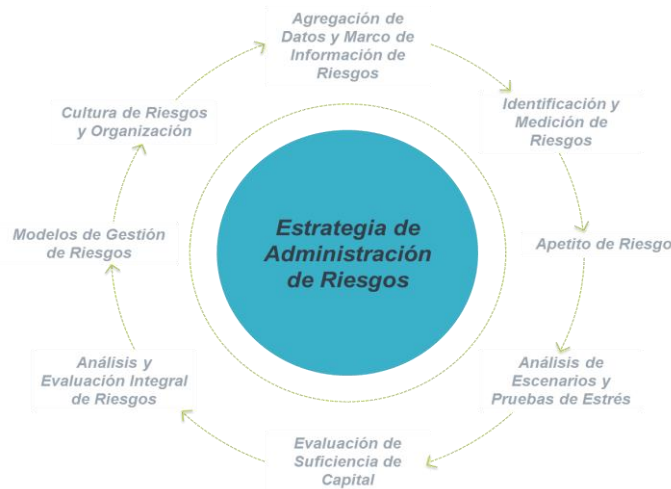 Agregación de
Datos y Marco de
Información de
Riesgos
Identificación y
Medición de
Riesgos
Apetito de Riesgo
Análisis de
Escenarios y
Pruebas de Estrés
Evaluación de
Suficiencia de
Capital
Análisis y
Evaluación Integral
de Riesgos
Modelos de Gestión
de Riesgos
Cultura de Riesgos
y Organización
Estrategia de
Administración
de Riesgos